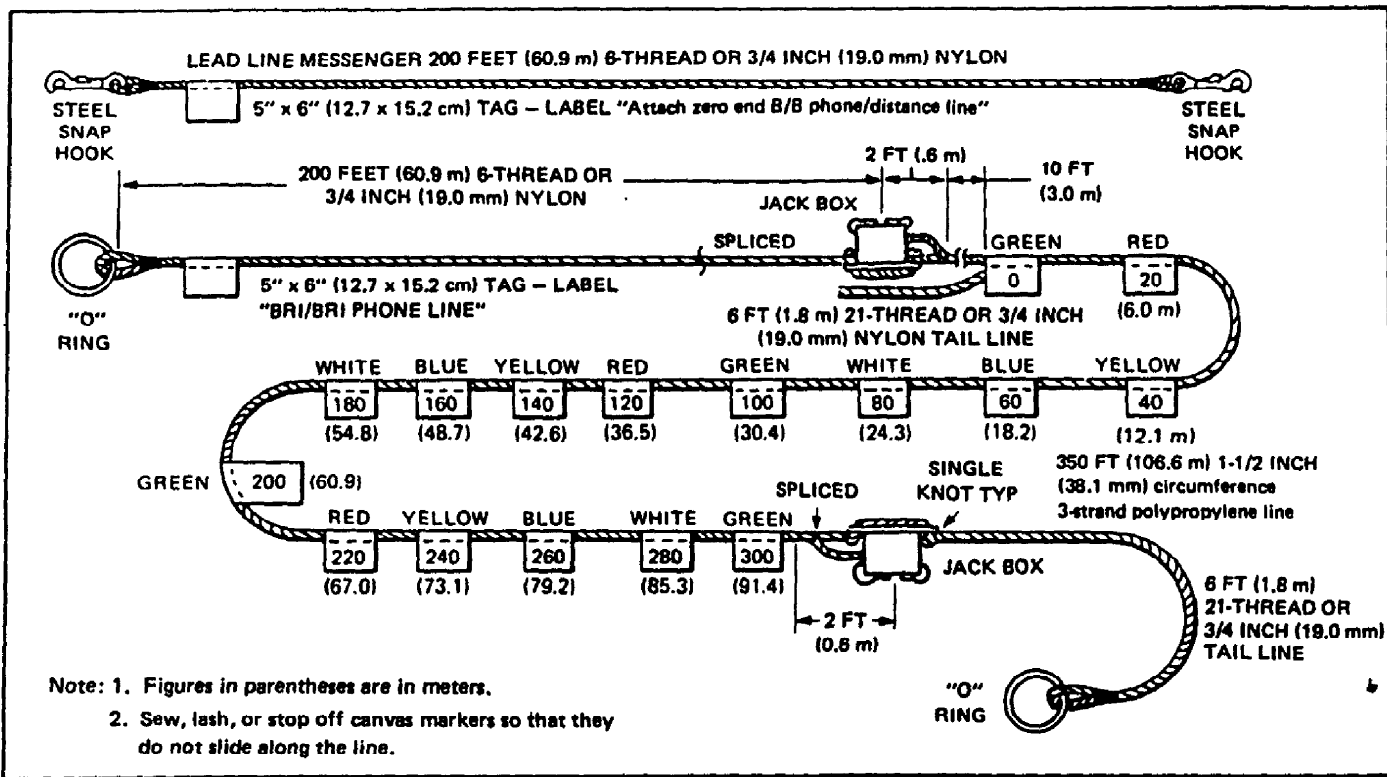 LEAD LINE MESSENGER 200 FEET (60.9 m) 6-THREAD OR 3/4 INCH (19.0 mm) NYLON
STEEL
SNAP
HOOK
5" x 6" (12.7 x 15.2 cm) TAG – LABEL "Attach zero end B/B phone/distance line"
STEEL
SNAP
HOOK
200 FEET (60.9 m) 6-THREAD OR
3/4 INCH (19.0 mm) NYLON
2 FT (.6 m)
10 FT
(3.0 m)
JACK BOX
SPLICED
GREEN
RED
0
20
(6.0 m)
"O"
RING
5" x 6" (12.7 x 15.2 cm) TAG – LABEL
"BRI/BRI PHONE LINE"
6 FT (1.8 m) 21-THREAD OR 3/4 INCH
(19.0 mm) NYLON TAIL LINE
WHITE BLUE YELLOW RED GREEN WHITE BLUE YELLOW
180 160 140 120 100 80 60 40
(54.8) (48.7) (42.6) (36.5) (30.4) (24.3) (18.2) (12.1 m)
GREEN 200 (60.9)
350 FT (106.6 m) 1-1/2 INCH
(38.1 mm) circumference
3-strand polypropylene line
SPLICED
SINGLE
KNOT TYP
RED YELLOW BLUE WHITE GREEN
220 240 260 280 300
(67.0) (73.1) (79.2) (85.3) (91.4)
JACK BOX
2 FT
(0.6 m)
6 FT (1.8 m)
21-THREAD OR
3/4 INCH (19.0 mm)
TAIL LINE
"O"
RING
Note: 1. Figures in parentheses are in meters.
2. Sew, lash, or stop off canvas markers so that they
do not slide along the line.